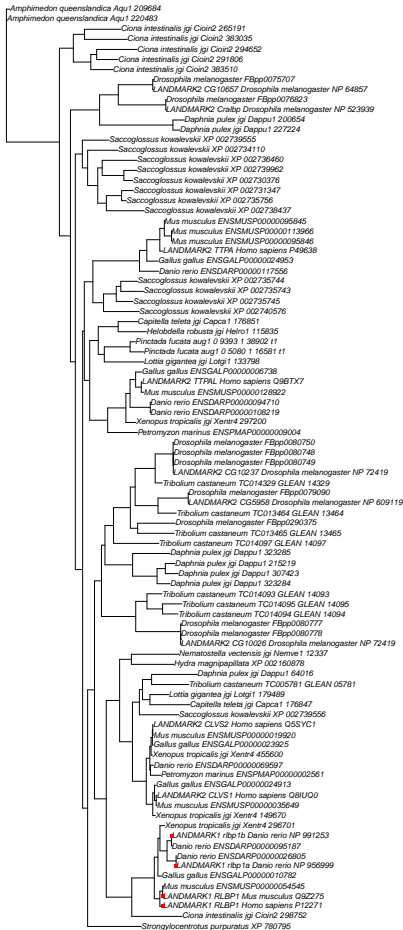 Amphimedon queenslandica Aqu1 209684
Amphimedon queenslandica Aqu1 220483
Ciona intestinalis jgi Cioin2 265191
Ciona intestinalis jgi Cioin2 383035
Ciona intestinalis jgi Cioin2 294652
Ciona intestinalis jgi Cioin2 291806
Ciona intestinalis jgi Cioin2 383510
Drosophila melanogaster FBpp0075707
LANDMARK2 CG10657 Drosophila melanogaster NP 64857
Drosophila melanogaster FBpp0076823
LANDMARK2 Cralbp Drosophila melanogaster NP 523939
Daphnia pulex jgi Dappu1 200654
Daphnia pulex jgi Dappu1 227224
Saccoglossus kowalevskii XP 002739555
Saccoglossus kowalevskii XP 002734110
Saccoglossus kowalevskii XP 002736460
Saccoglossus kowalevskii XP 002739962
Saccoglossus kowalevskii XP 002730376
Saccoglossus kowalevskii XP 002731347
Saccoglossus kowalevskii XP 002735756
Saccoglossus kowalevskii XP 002738437
Mus musculus ENSMUSP00000095845
Mus musculus ENSMUSP00000113966
Mus musculus ENSMUSP00000095846
LANDMARK2 TTPA Homo sapiens P49638
Gallus gallus ENSGALP00000024953
Danio rerio ENSDARP00000117556
Saccoglossus kowalevskii XP 002735744
Saccoglossus kowalevskii XP 002735743
Saccoglossus kowalevskii XP 002735745
Saccoglossus kowalevskii XP 002740576
Capitella teleta jgi Capca1 176851
Helobdella robusta jgi Helro1 115835
Pinctada fucata aug1 0 9393 1 38902 t1
Pinctada fucata aug1 0 5080 1 16581 t1
Lottia gigantea jgi Lotgi1 133798
Gallus gallus ENSGALP00000006738
LANDMARK2 TTPAL Homo sapiens Q9BTX7
Mus musculus ENSMUSP00000128922
Danio rerio ENSDARP00000094710
Danio rerio ENSDARP00000108219
Xenopus tropicalis jgi Xentr4 297200
Petromyzon marinus ENSPMAP00000009004
Drosophila melanogaster FBpp0080750
Drosophila melanogaster FBpp0080748
Drosophila melanogaster FBpp0080749
LANDMARK2 CG10237 Drosophila melanogaster NP 72419
Tribolium castaneum TC014329 GLEAN 14329
Drosophila melanogaster FBpp0079090
LANDMARK2 CG5958 Drosophila melanogaster NP 609119
Tribolium castaneum TC013464 GLEAN 13464
Drosophila melanogaster FBpp0290375
Tribolium castaneum TC013465 GLEAN 13465
Tribolium castaneum TC014097 GLEAN 14097
Daphnia pulex jgi Dappu1 323285
Daphnia pulex jgi Dappu1 215219
Daphnia pulex jgi Dappu1 307423
Daphnia pulex jgi Dappu1 323284
Tribolium castaneum TC014093 GLEAN 14093
Tribolium castaneum TC014095 GLEAN 14095
Tribolium castaneum TC014094 GLEAN 14094
Drosophila melanogaster FBpp0080777
Drosophila melanogaster FBpp0080778
LANDMARK2 CG10026 Drosophila melanogaster NP 72419
Nematostella vectensis jgi Nemve1 12337
Hydra magnipapillata XP 002160878
Daphnia pulex jgi Dappu1 64016
Tribolium castaneum TC005781 GLEAN 05781
Lottia gigantea jgi Lotgi1 179489
Capitella teleta jgi Capca1 176847
Saccoglossus kowalevskii XP 002739556
LANDMARK2 CLVS2 Homo sapiens Q5SYC1
Mus musculus ENSMUSP00000019920
Gallus gallus ENSGALP00000023925
Xenopus tropicalis jgi Xentr4 455600
Danio rerio ENSDARP00000069597
Petromyzon marinus ENSPMAP00000002561
Gallus gallus ENSGALP00000024913
LANDMARK2 CLVS1 Homo sapiens Q8IUQ0
Mus musculus ENSMUSP00000035649
Xenopus tropicalis jgi Xentr4 149670
Xenopus tropicalis jgi Xentr4 296701
LANDMARK1 rlbp1b Danio rerio NP 991253
Danio rerio ENSDARP00000095187
Danio rerio ENSDARP00000026805
LANDMARK1 rlbp1a Danio rerio NP 956999
Gallus gallus ENSGALP00000010782
Mus musculus ENSMUSP00000054545
LANDMARK1 RLBP1 Mus musculus Q9Z275
LANDMARK1 RLBP1 Homo sapiens P12271
Ciona intestinalis jgi Cioin2 298752
Strongylocentrotus purpuratus XP 780795